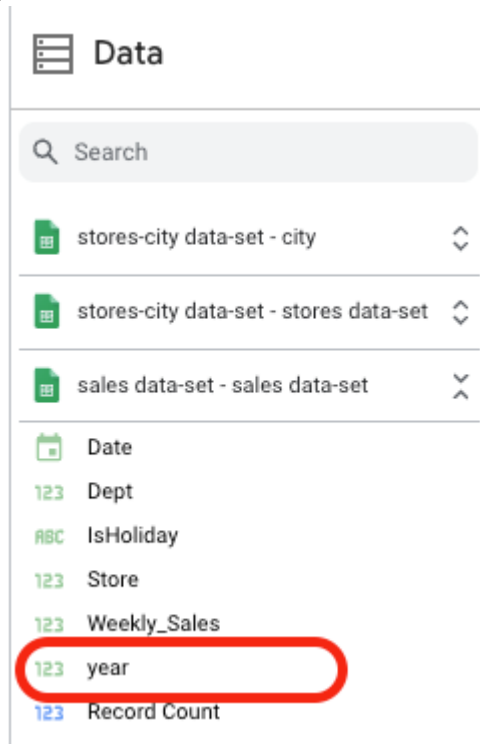 Data
Search
stores-city data-set - city
stores-city data-set - stores data-set
sales data-set - sales data-set
Date
123 Dept
ABC IsHoliday
123 Store
123 Weekly_Sales
123 year
123 Record Count